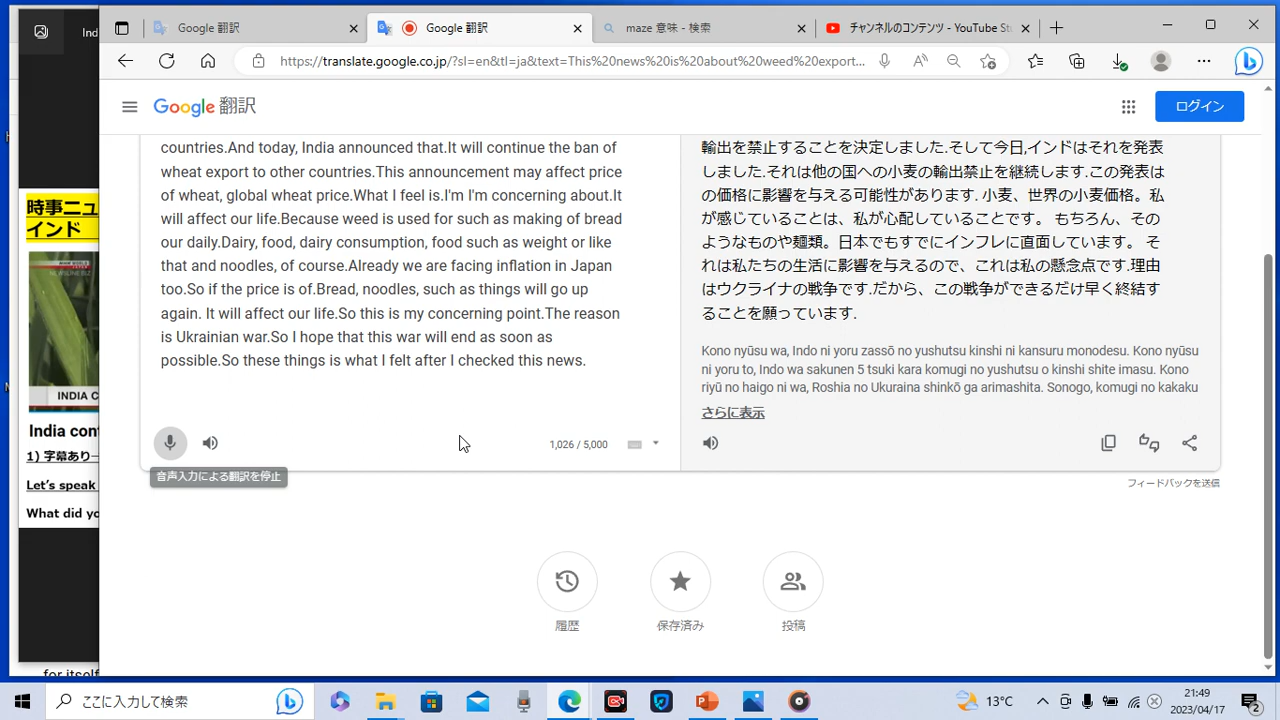 Ind
Google 翻訳
Google 翻訳
maze 意味 - 検索
チャンネルのコンテンツ - YouTube St
https://translate.google.co.jp/?sl=en&tl=ja&text=This%20news%20is%20about%20weed%20export...
Google 翻訳
ログイン
countries.And today, India announced that.It will continue the ban of
wheat export to other countries.This announcement may affect price
of wheat, global wheat price.What I feel is.I'm I'm concerning about.It
will affect our life.Because weed is used for such as making of bread
our daily.Dairy, food, dairy consumption, food such as weight or like
that and noodles, of course.Already we are facing inflation in Japan
too.So if the price is of.Bread, noodles, such as things will go up
again. It will affect our life.So this is my concerning point.The reason
is Ukrainian war.So I hope that this war will end as soon as
possible.So these things is what I felt after I checked this news.
1,026 / 5,000
音声入力による翻訳を停止
輸出を禁止することを決定しました.そして今日,インドはそれを発表
しました.それは他の国への小麦の輸出禁止を継続します.この発表は
の価格に影響を与える可能性があります. 小麦、世界の小麦価格。私
が感じていることは、私が心配していることです。 もちろん、その
ようなものや麺類。日本でもすでにインフレに直面しています。 そ
れは私たちの生活に影響を与えるので、これは私の懸念点です.理由
はウクライナの戦争です.だから、この戦争ができるだけ早く終結す
ることを願っています.
Kono nyūsu wa, Indo ni yoru zassō no yushutsu kinshi ni kansuru monodesu. Kono nyūsu
ni yoru to, Indo wa sakunen 5 tsuki kara komugi no yushutsu o kinshi shite imasu. Kono
riyū no haigo ni wa, Roshia no Ukuraina shinkō ga arimashita. Sonogo, komugi no kakaku
さらに表示
フィードバックを送信
履歴
保存済み
投稿
時事ニュ
インド
INDIA C
India con
1) 字幕あり―
Let's speak
What did yo
for itself
ここに入力して検索
13°C
21:49
2023/04/17
2